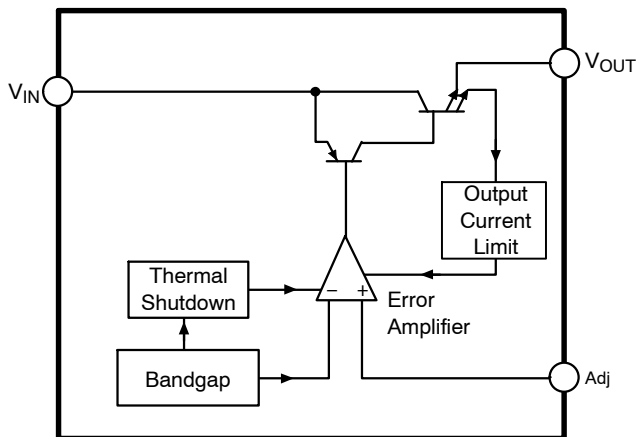 V_OUT
V_IN
Output
Current
Limit
Thermal
Shutdown
− +
Error
Amplifier
Bandgap
Adj